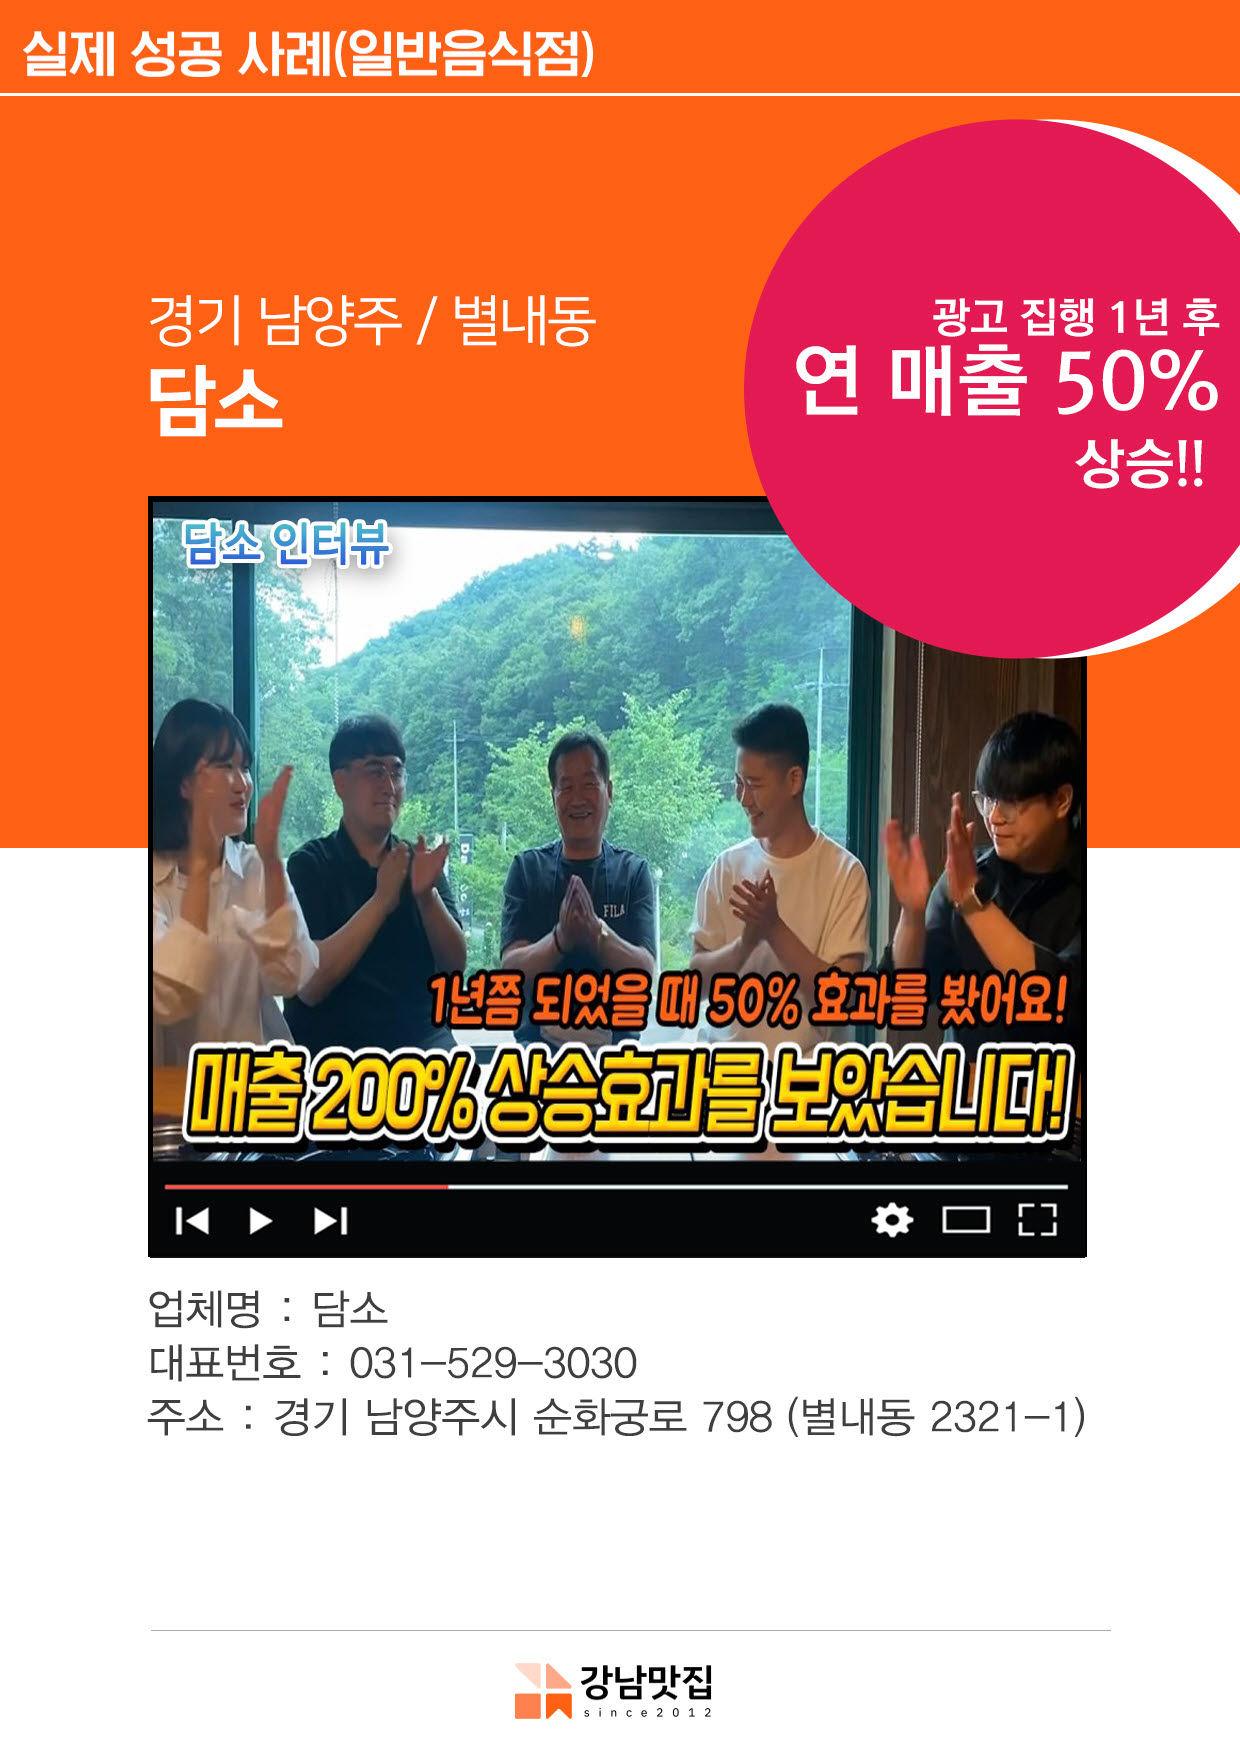 실제 성공 사례(일반음식점)
광고 집행 1년 후
연 매출 50%
상승!!
경기 남양주 / 별내동
담소
담소 인터뷰
FILA
1년쯤 되었을 때 50% 효과를 봤어요!
매출 200% 상승효과를 보았습니다!
업체명 : 담소
대표번호 : 031-529-3030
주소 : 경기 남양주시 순화궁로 798 (별내동 2321-1)
강남맛집
since2012